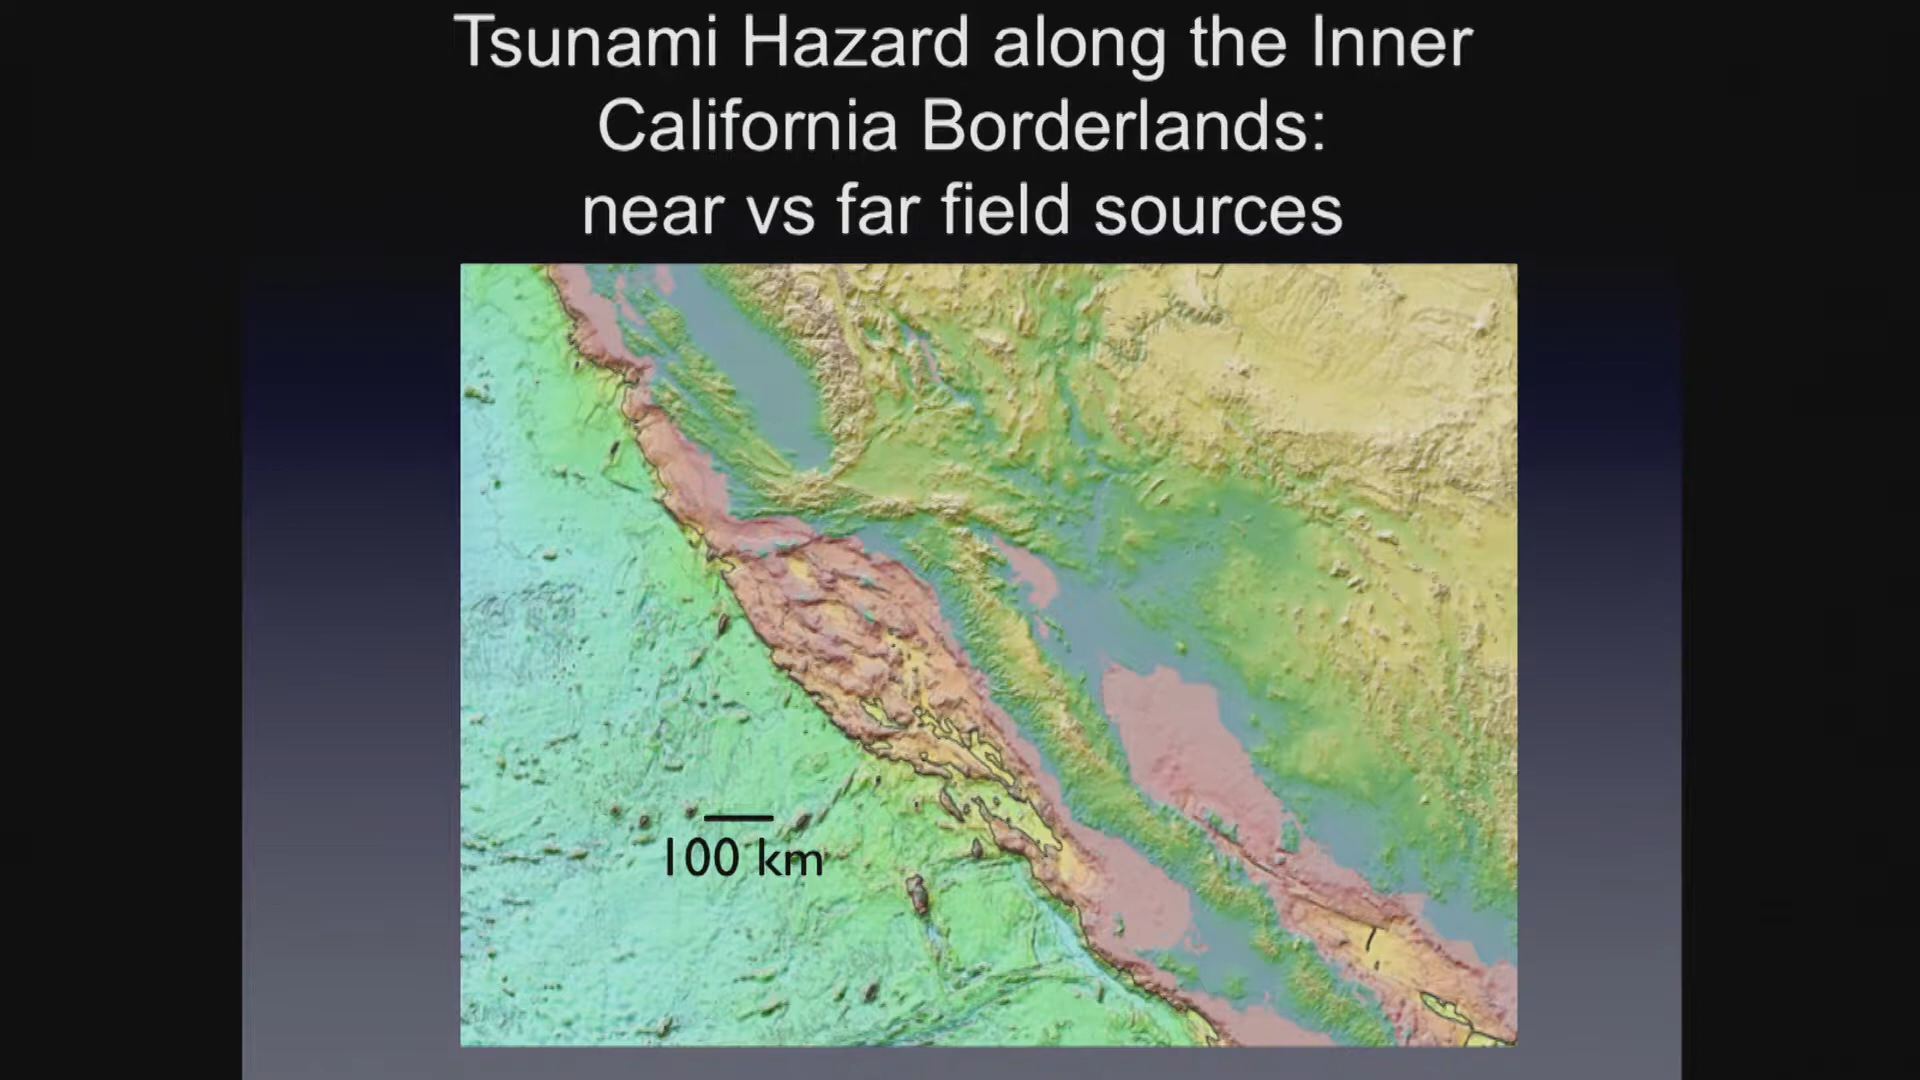 Tsunami Hazard along the Inner
California Borderlands:
near vs far field sources
100 km